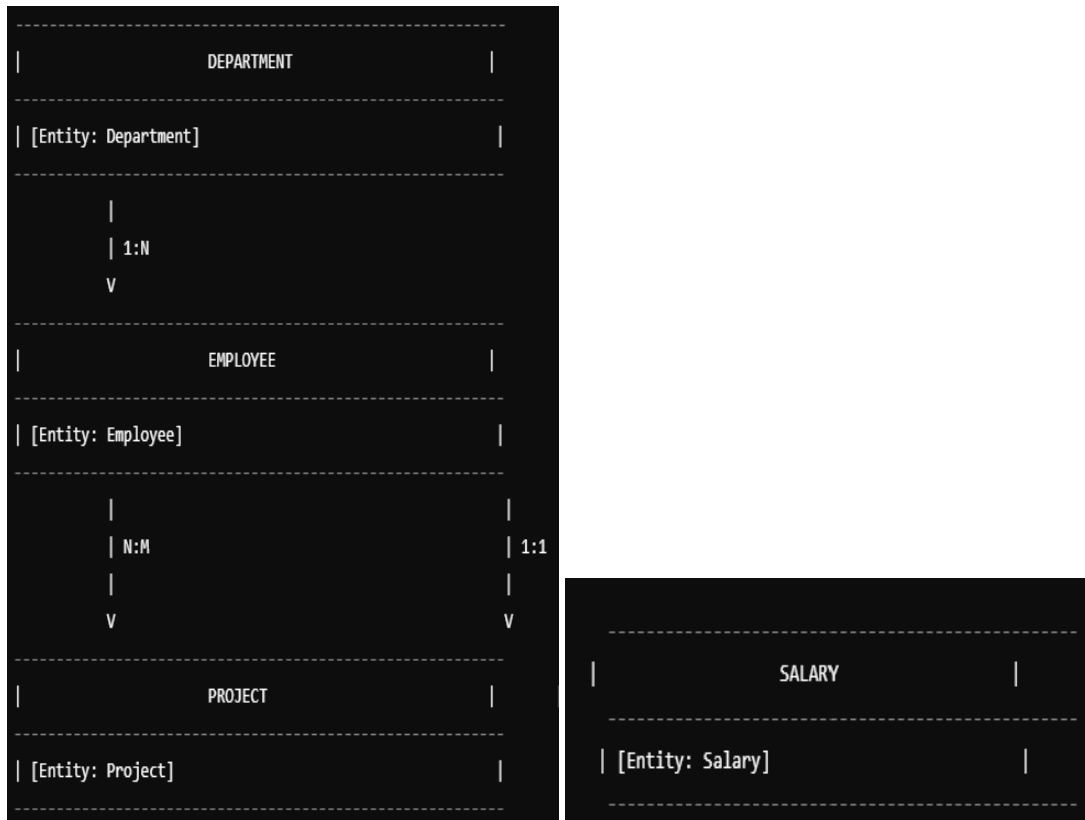 ------------------------------------------------------------
| DEPARTMENT |
------------------------------------------------------------
| [Entity: Department] |
------------------------------------------------------------
|
| 1:N
V
------------------------------------------------------------
| EMPLOYEE |
------------------------------------------------------------
| [Entity: Employee] |
------------------------------------------------------------
| |
| N:M | 1:1
| |
V V
------------------------------------------------------------
| PROJECT |
------------------------------------------------------------
| [Entity: Project] |
------------------------------------------------------------
------------------------------------------------------------
| SALARY |
------------------------------------------------------------
| [Entity: Salary] |
------------------------------------------------------------